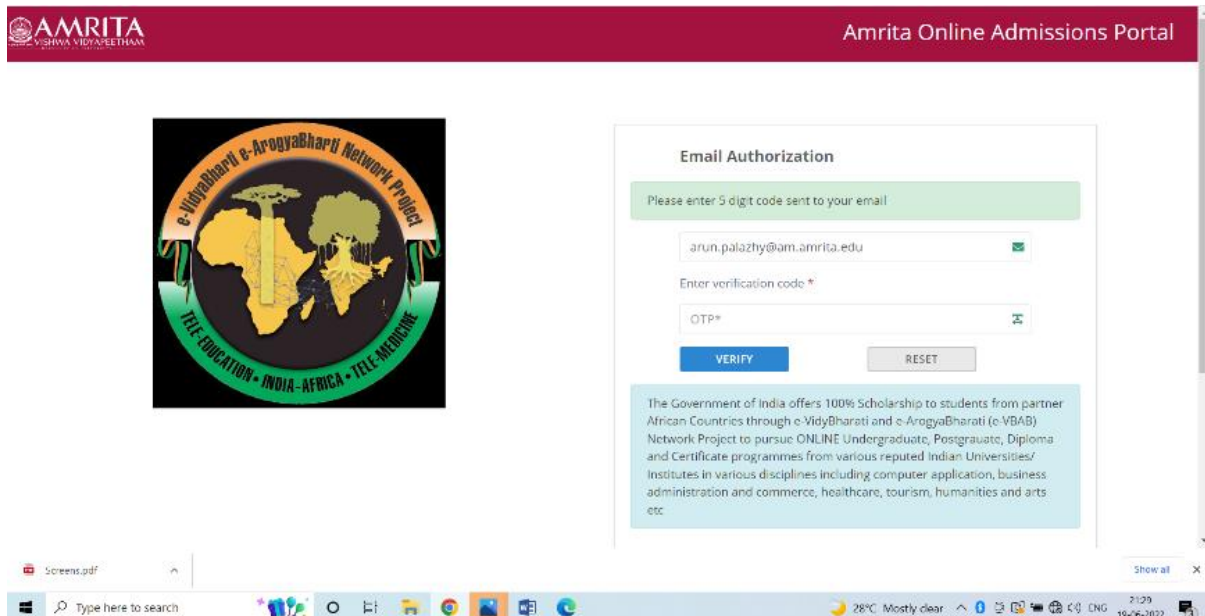 AMRITA
VISHWA VIDYAPEETHAM
Amrita Online Admissions Portal
e-VidyaBharti e-ArogyaBharti Network Project
TELE-EDUCATION • INDIA-AFRICA • TELE-MEDICINE
Email Authorization
Please enter 5 digit code sent to your email
arun.palazhy@am.amrita.edu
Enter verification code *
OTP*
VERIFY
RESET
The Government of India offers 100% Scholarship to students from partner
African Countries through e-VidyBharati and e-ArogyaBharati (e-VBAB)
Network Project to pursue ONLINE Undergraduate, Postgrauate, Diploma
and Certificate programmes from various reputed Indian Universities/
Institutes in various disciplines including computer application, business
administration and commerce, healthcare, tourism, humanities and arts
etc
Screens.pdf
Show all
Type here to search
28°C Mostly clear
ENG
21:29
19-06-2022